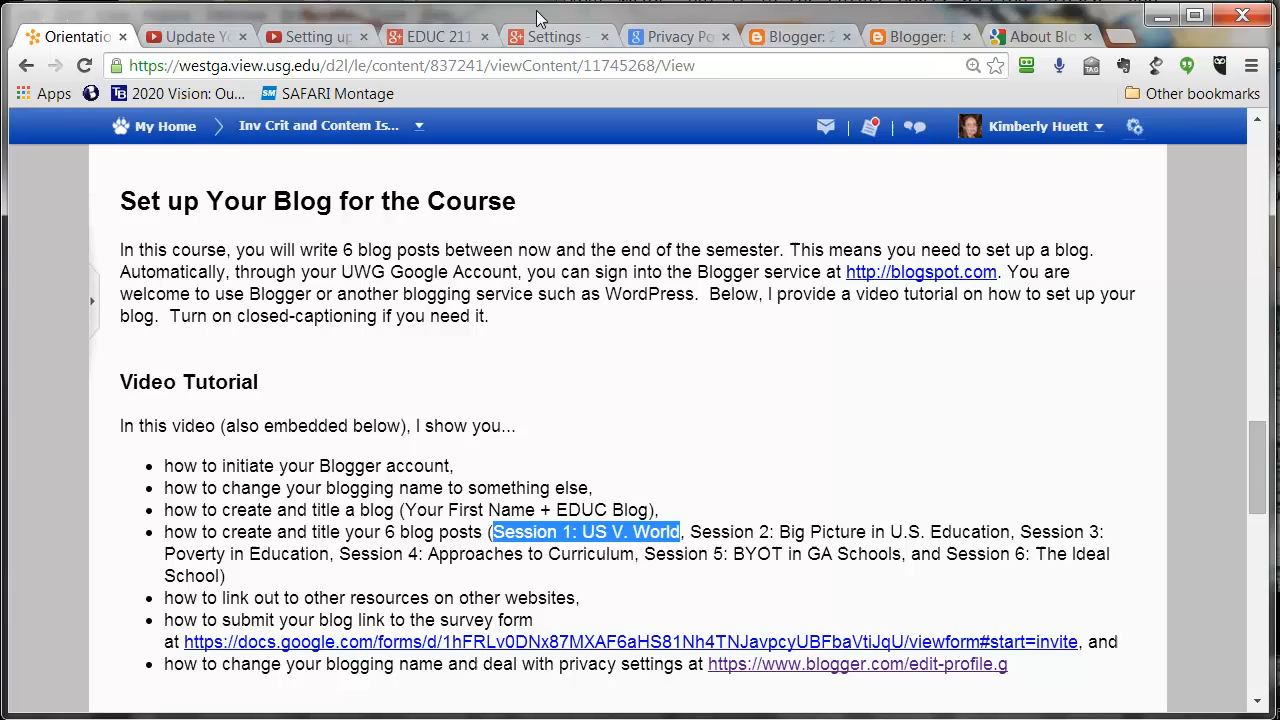 Orientatio
Update Yo
Setting up
EDUC 211
Settings -
Privacy Po
Blogger: 2
Blogger: E
About Blo
https://westga.view.usg.edu/d2l/le/content/837241/viewContent/11745268/View
Apps
2020 Vision: Ou...
SAFARI Montage
Other bookmarks
My Home
Inv Crit and Contem Is...
Kimberly Huett
Set up Your Blog for the Course
In this course, you will write 6 blog posts between now and the end of the semester. This means you need to set up a blog.
Automatically, through your UWG Google Account, you can sign into the Blogger service at http://blogspot.com. You are
welcome to use Blogger or another blogging service such as WordPress.  Below, I provide a video tutorial on how to set up your
blog.  Turn on closed-captioning if you need it.
Video Tutorial
In this video (also embedded below), I show you...
• how to initiate your Blogger account,
• how to change your blogging name to something else,
• how to create and title a blog (Your First Name + EDUC Blog),
• how to create and title your 6 blog posts (Session 1: US V. World, Session 2: Big Picture in U.S. Education, Session 3:
Poverty in Education, Session 4: Approaches to Curriculum, Session 5: BYOT in GA Schools, and Session 6: The Ideal
School)
• how to link out to other resources on other websites,
• how to submit your blog link to the survey form
at https://docs.google.com/forms/d/1hFRLv0DNx87MXAF6aHS81Nh4TNJavpcyUBFbaVtiJqU/viewform#start=invite, and
• how to change your blogging name and deal with privacy settings at https://www.blogger.com/edit-profile.g